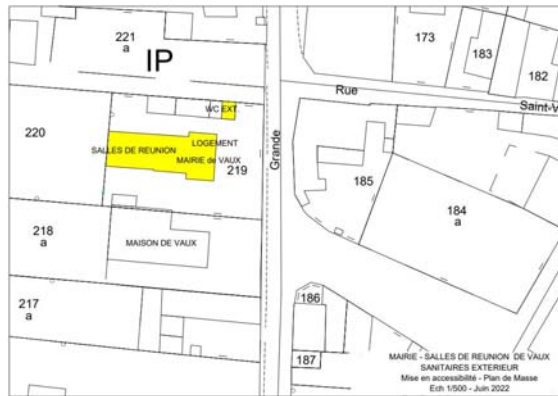 221
a
IP
173
183
182
Rue
Saint-V
WC EXT
220
LOGEMENT
SALLES DE REUNION
MAIRIE de VAUX
219
Grande
185
184
a
218
a
MAISON DE VAUX
217
a
186
187
MAIRIE - SALLES DE REUNION DE VAUX
SANITAIRES EXTERIEUR
Mise en accessibilité - Plan de Masse
Ech 1/500 - Juin 2022